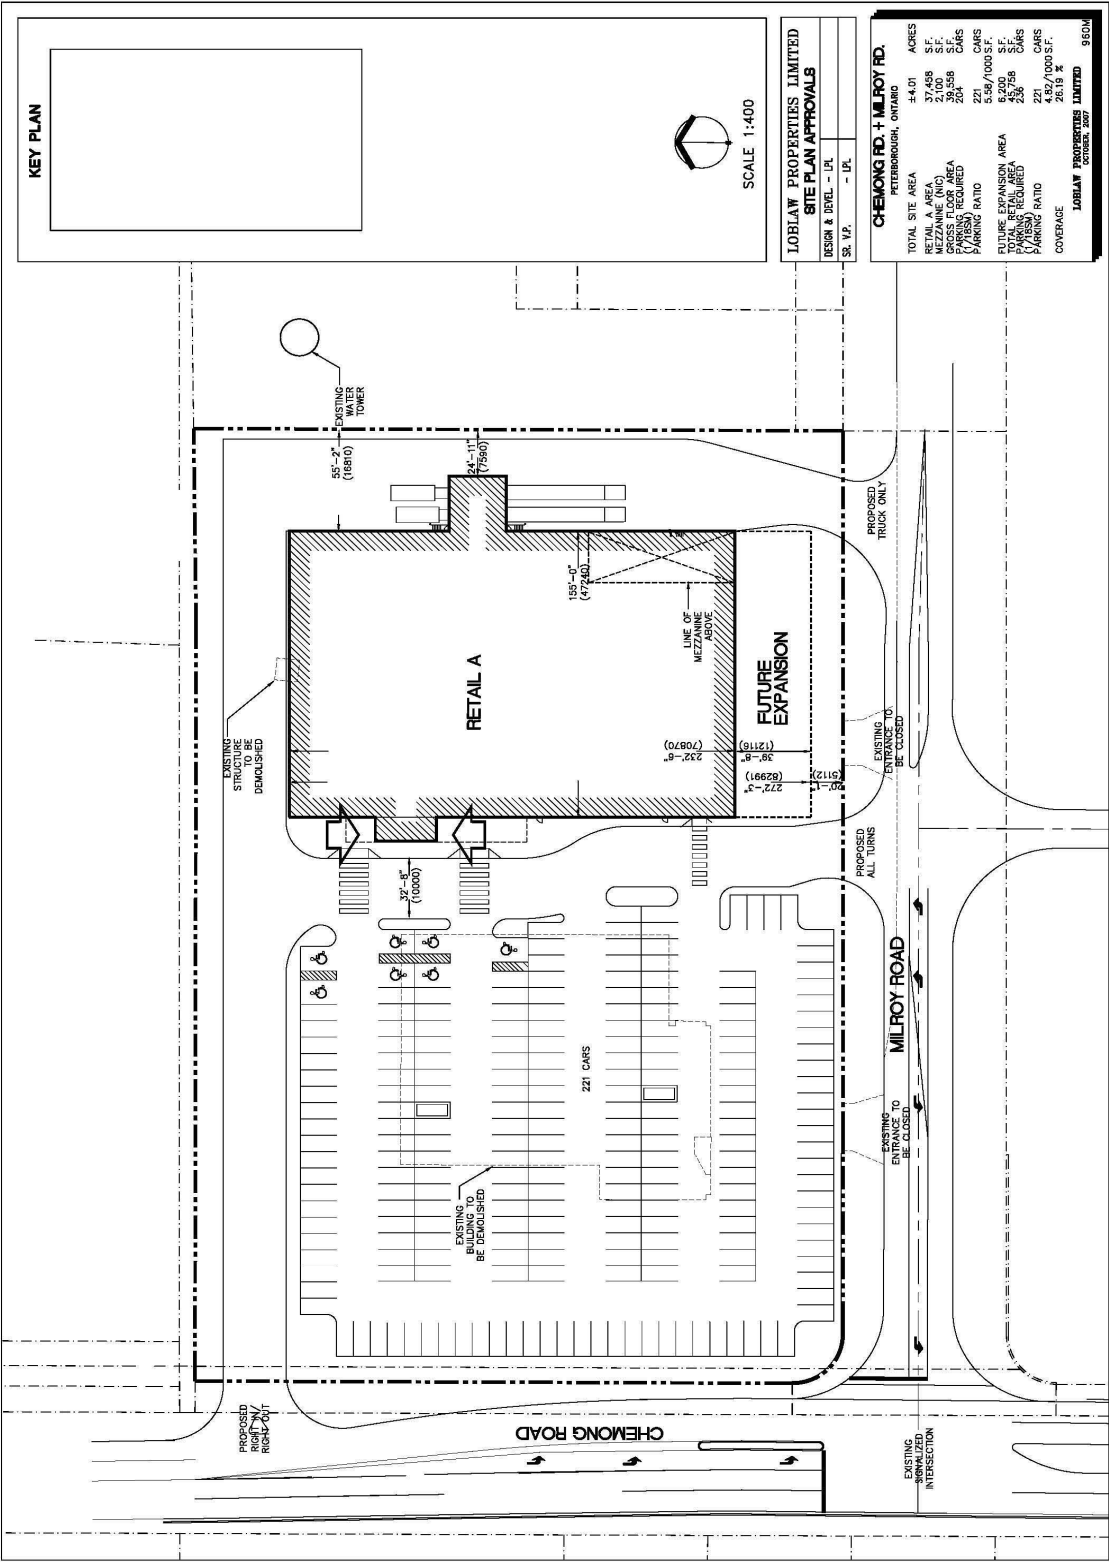 KEY PLAN
SCALE 1:400
LOBLAW PROPERTIES LIMITED
SITE PLAN APPROVALS
DESIGN & DEVEL. - LPL
SR. V.P. - LPL
CHEMONG RD. + MILROY RD.
PETERBOROUGH, ONTARIO
TOTAL SITE AREA ±4.01 ACRES
RETAIL A AREA 37,458 S.F.
MEZZANINE (NIC) 2,100 S.F.
GROSS FLOOR AREA 39,558 S.F.
PARKING REQUIRED 204 CARS
(1/18SM)
PARKING RATIO 221 CARS
5.58/1000 S.F.
FUTURE EXPANSION AREA 6,200 S.F.
TOTAL RETAIL AREA 45,758 S.F.
PARKING REQUIRED 236 CARS
(1/18SM)
PARKING RATIO 221 CARS
4.82/1000 S.F.
COVERAGE 26.19 %
LOBLAW PROPERTIES LIMITED
OCTOBER, 2007
960M
EXISTING
WATER
TOWER
55'-2"
(16810)
24'-11"
(7590)
PROPOSED
TRUCK ONLY
155'-0"
(47240)
LINE OF
MEZZANINE
ABOVE
RETAIL A
FUTURE
EXPANSION
EXISTING
STRUCTURE
TO BE
DEMOLISHED
232'-6"
(70870)
39'-8"
(12116)
272'-3"
(82991)
20'-1"
(5112)
EXISTING
ENTRANCE TO
BE CLOSED
PROPOSED
ALL TURNS
32'-8"
(10000)
MILROY ROAD
221 CARS
EXISTING
ENTRANCE TO
BE CLOSED
EXISTING
BUILDING TO
BE DEMOLISHED
PROPOSED
RIGHT IN/
RIGHT OUT
CHEMONG ROAD
EXISTING
SIGNALIZED
INTERSECTION